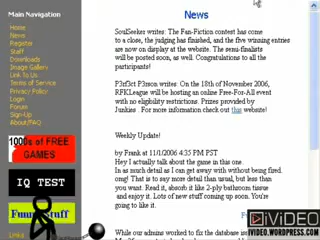 Main Navigation
Home
News
Register
Staff
Downloads
Image Gallery
Link To Us
Terms of Service
Privacy Policy
Login
Forum
Sign-Up
About/FAQ
1000s of FREE
GAMES
IQ TEST
Funny Stuff
Links
News
SoulSeeker writes: The Fan-Fiction contest has come
to a close, the judging has finished, and the five winning entries
are now on display at the website. The semi-finalists
will be posted soon, as well. Congratulations to all the
participants!
P3rf3ct P3rson writes: On the 18th of November 2006,
RFKLeague will be hosting an online Free-For-All event
with no eligibility restrictions. Prizes provided by
Junkies . For more information check out this website!
Weekly Update!
by Frank at 11/1/2006 4:35 PM PST
Hey I actually talk about the game in this one.
In as much detail as I can get away with without being fired.
omg! That is to say more detail than usual, but less than
you want. Read it, absorb it like 2-ply bathroom tissue
and enjoy it. Lots of new stuff coming up soon. You're
going to like it.
While our admins worked to fix the database is
IVIDEO
IVIDEO.WORDPRESS.COM